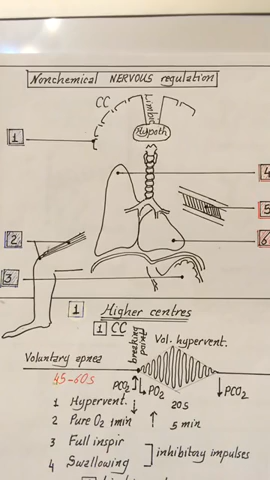 Nonchemical NERVOUS regulation
CC
Limbic
Hypoth
1
4
5
2
6
3
1 Higher centres
1 CC
breaking point
Vol. hypervent.
Voluntary apnea
45-60s
PCO2 ↑ ↓ PO2
↓ PCO2
1 Hypervent. ↓ 20s
2 Pure O2 1min ↑ 5 min
3 Full inspir
4 Swallowing
inhibitory impulses